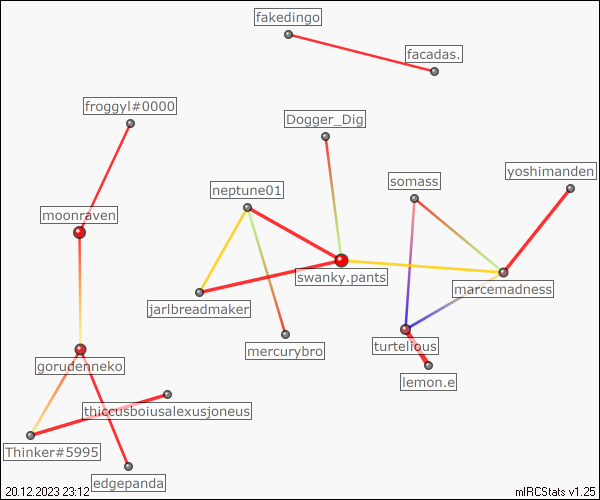 fakedingo
facadas.
froggyl#0000
Dogger_Dig
yoshimanden
somass
neptune01
moonraven
swanky.pants
marcemadness
jarlbreadmaker
turtelious
mercurybro
gorudenneko
lemon.e
thiccusboiusalexusjoneus
Thinker#5995
edgepanda
20.12.2023 23:12
mIRCStats v1.25